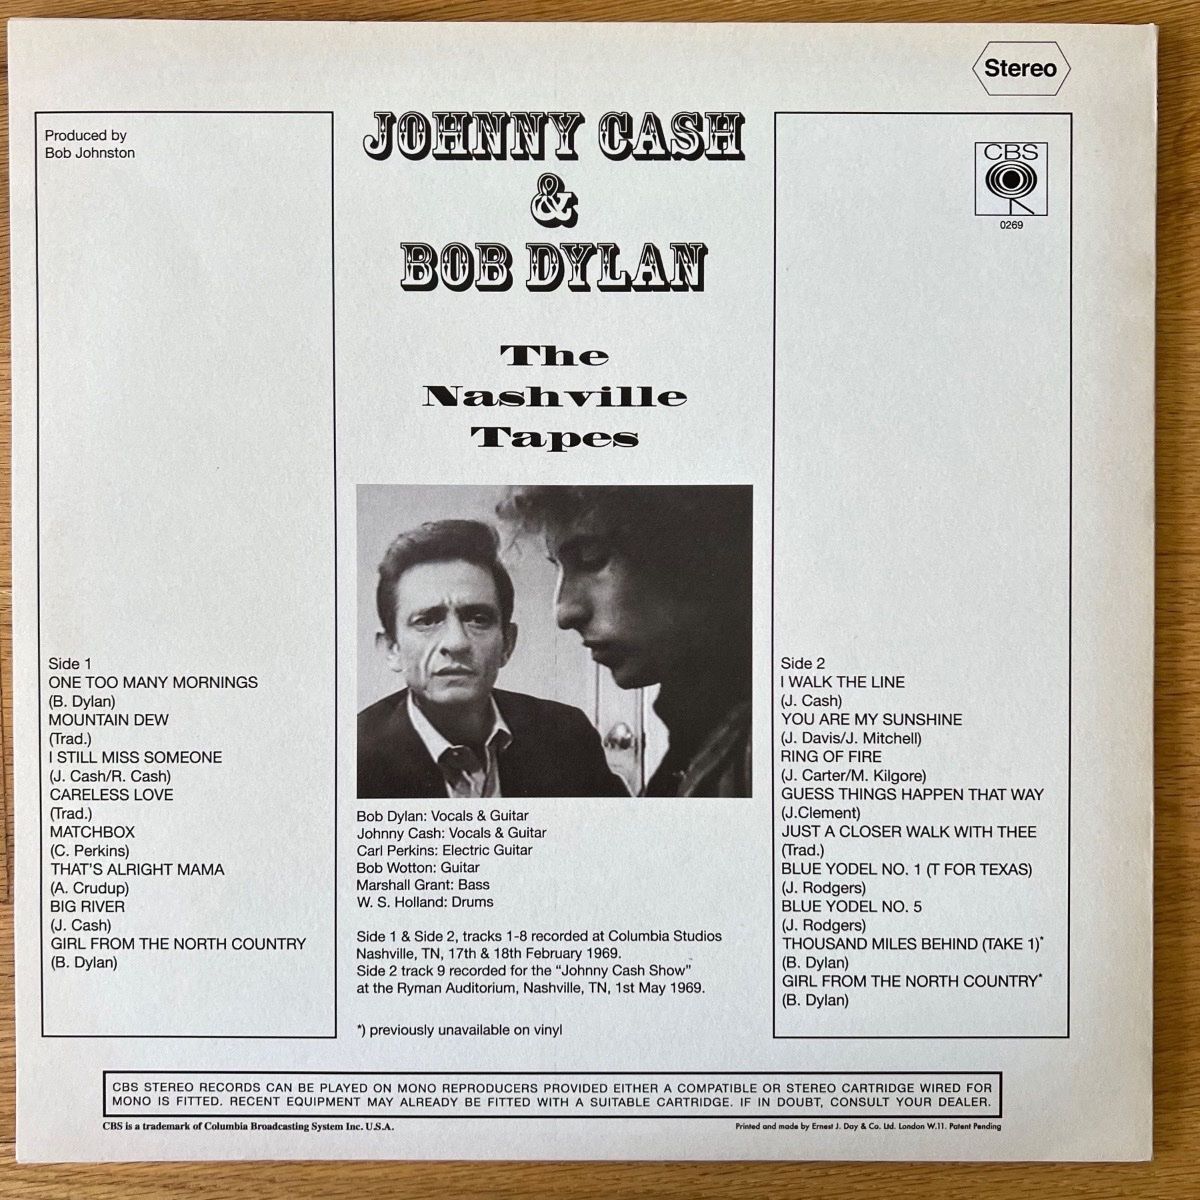 Stereo
Produced by
Bob Johnston
JOHNNY CASH
&
BOB DYLAN
The
Nashville
Tapes
CBS
0269
Side 1
ONE TOO MANY MORNINGS
(B. Dylan)
MOUNTAIN DEW
(Trad.)
I STILL MISS SOMEONE
(J. Cash/R. Cash)
CARELESS LOVE
(Trad.)
MATCHBOX
(C. Perkins)
THAT'S ALRIGHT MAMA
(A. Crudup)
BIG RIVER
(J. Cash)
GIRL FROM THE NORTH COUNTRY
(B. Dylan)
Bob Dylan: Vocals & Guitar
Johnny Cash: Vocals & Guitar
Carl Perkins: Electric Guitar
Bob Wotton: Guitar
Marshall Grant: Bass
W. S. Holland: Drums
Side 1 & Side 2, tracks 1-8 recorded at Columbia Studios
Nashville, TN, 17th & 18th February 1969.
Side 2 track 9 recorded for the “Johnny Cash Show”
at the Ryman Auditorium, Nashville, TN, 1st May 1969.
*) previously unavailable on vinyl
Side 2
I WALK THE LINE
(J. Cash)
YOU ARE MY SUNSHINE
(J. Davis/J. Mitchell)
RING OF FIRE
(J. Carter/M. Kilgore)
GUESS THINGS HAPPEN THAT WAY
(J.Clement)
JUST A CLOSER WALK WITH THEE
(Trad.)
BLUE YODEL NO. 1 (T FOR TEXAS)
(J. Rodgers)
BLUE YODEL NO. 5
(J. Rodgers)
THOUSAND MILES BEHIND (TAKE 1)*
(B. Dylan)
GIRL FROM THE NORTH COUNTRY*
(B. Dylan)
CBS STEREO RECORDS CAN BE PLAYED ON MONO REPRODUCERS PROVIDED EITHER A COMPATIBLE OR STEREO CARTRIDGE WIRED FOR
MONO IS FITTED. RECENT EQUIPMENT MAY ALREADY BE FITTED WITH A SUITABLE CARTRIDGE. IF IN DOUBT, CONSULT YOUR DEALER.
CBS is a trademark of Columbia Broadcasting System Inc. U.S.A.
Printed and made by Ernest J. Day & Co. Ltd. London W.11. Patent Pending